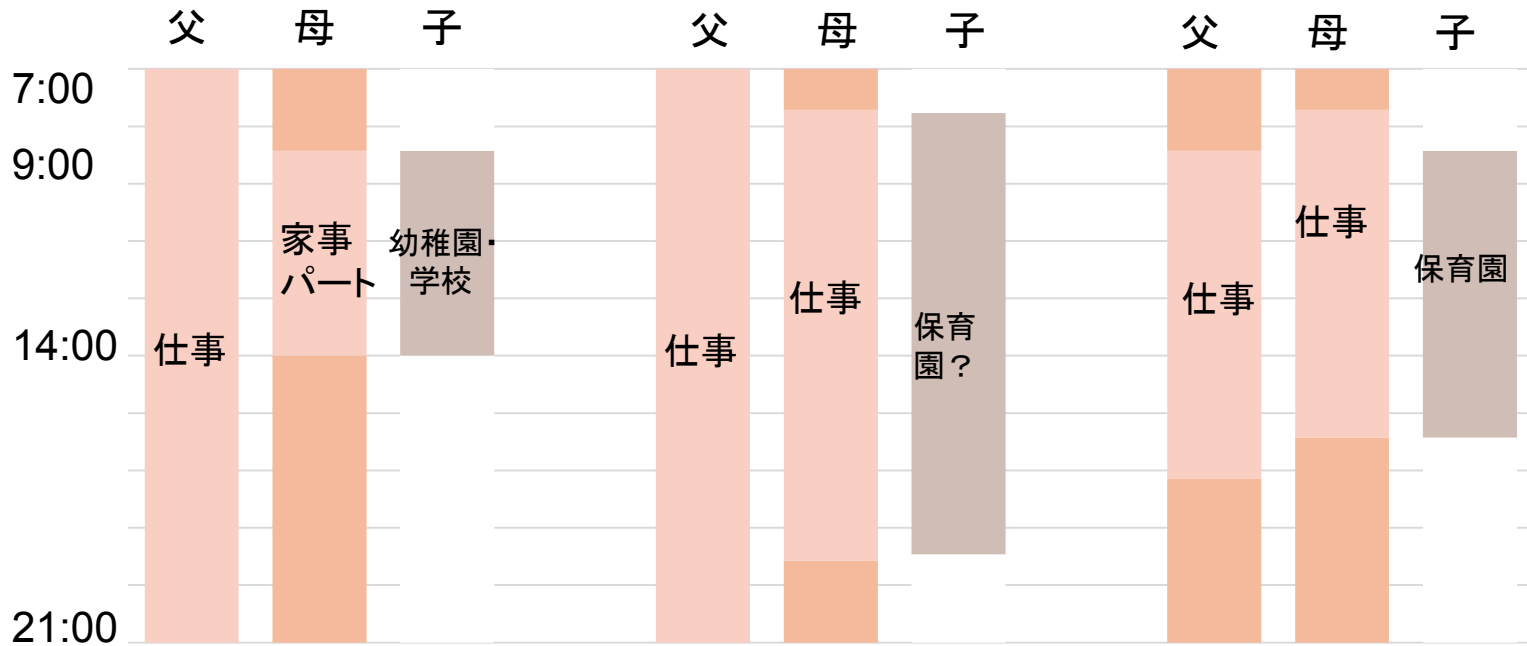 父 母 子 父 母 子 父 母 子
7:00
9:00
14:00
21:00
仕事
家事
パート
幼稚園・
学校
仕事
仕事
保育
園？
仕事
仕事
保育園